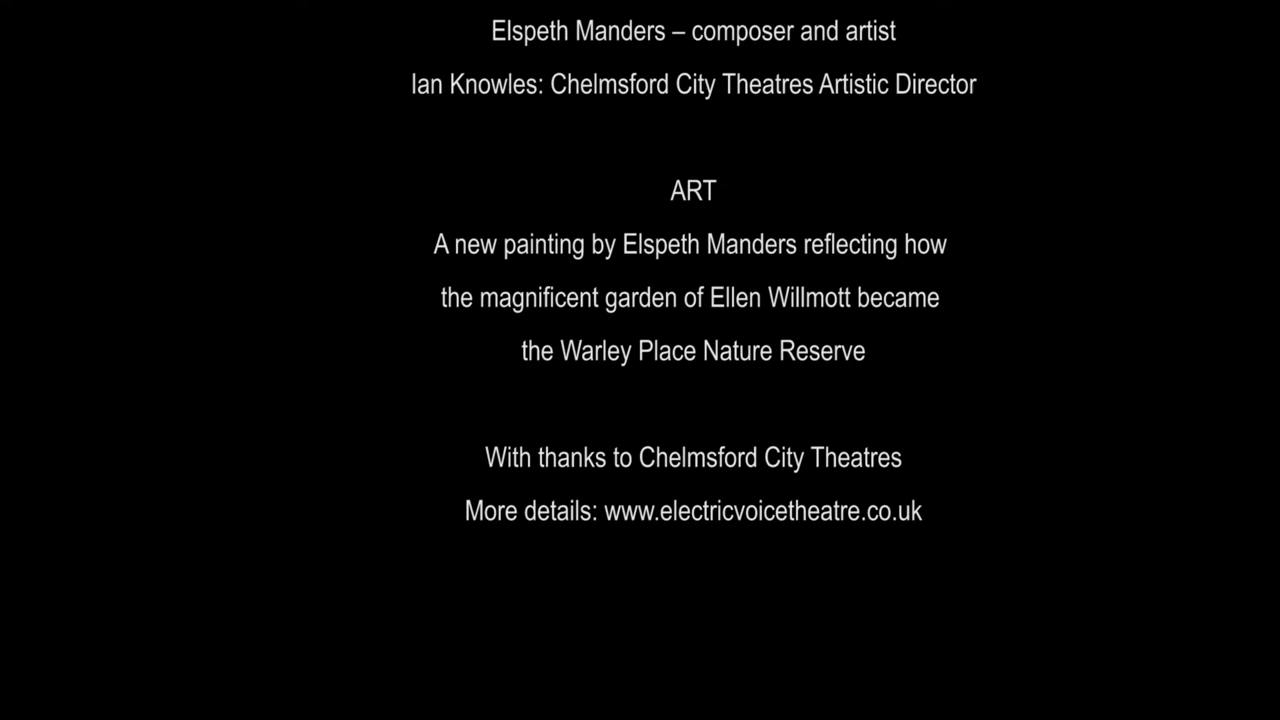 Elspeth Manders – composer and artist
Ian Knowles: Chelmsford City Theatres Artistic Director
ART
A new painting by Elspeth Manders reflecting how
the magnificent garden of Ellen Willmott became
the Warley Place Nature Reserve
With thanks to Chelmsford City Theatres
More details: www.electricvoicetheatre.co.uk